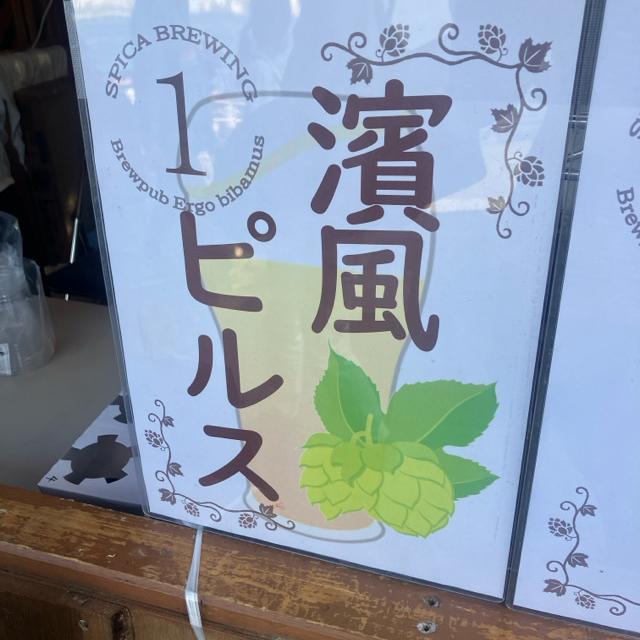 SPICA BREWING
1
Brewpub Ergo bibamus
濱風
ピルス